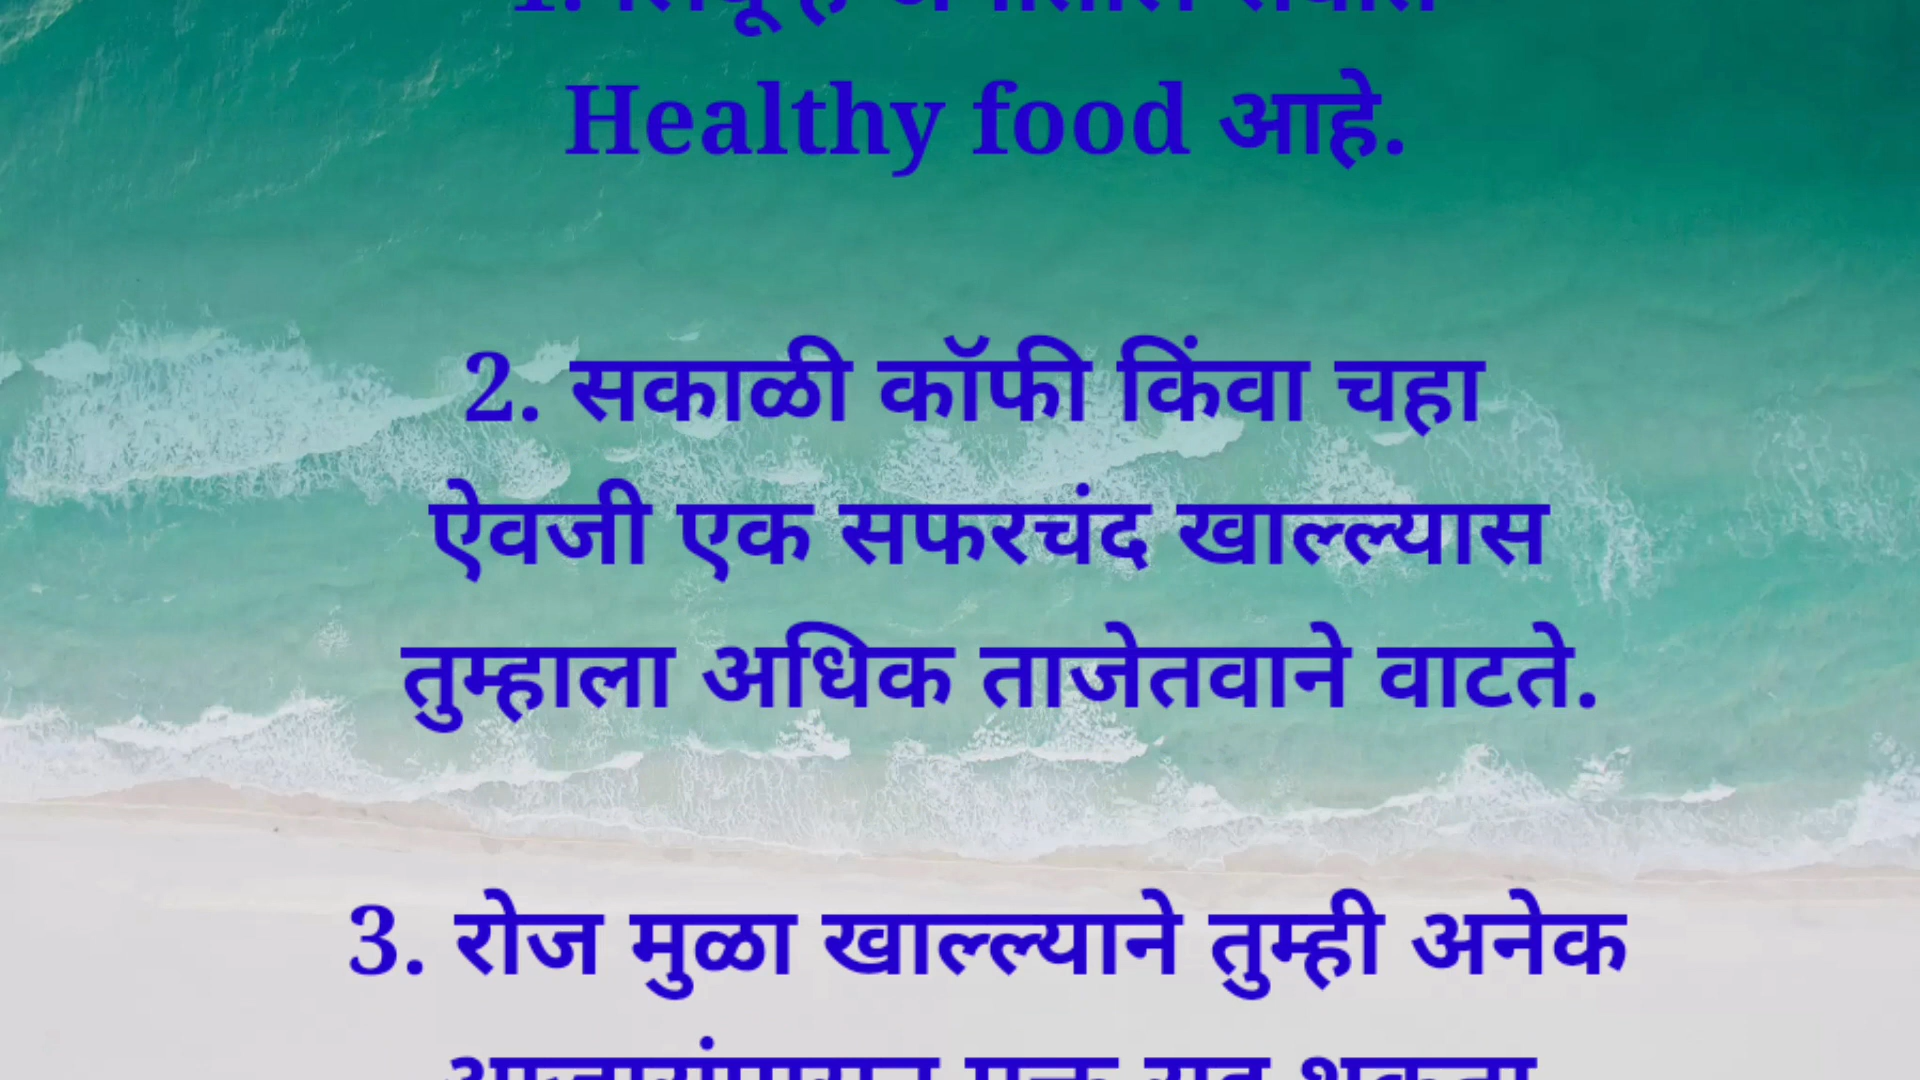 Healthy food आहे.
2. सकाळी कॉफी किंवा चहा
ऐवजी एक सफरचंद खाल्ल्यास
तुम्हाला अधिक ताजेतवाने वाटते.
3. रोज मुळा खाल्ल्याने तुम्ही अनेक